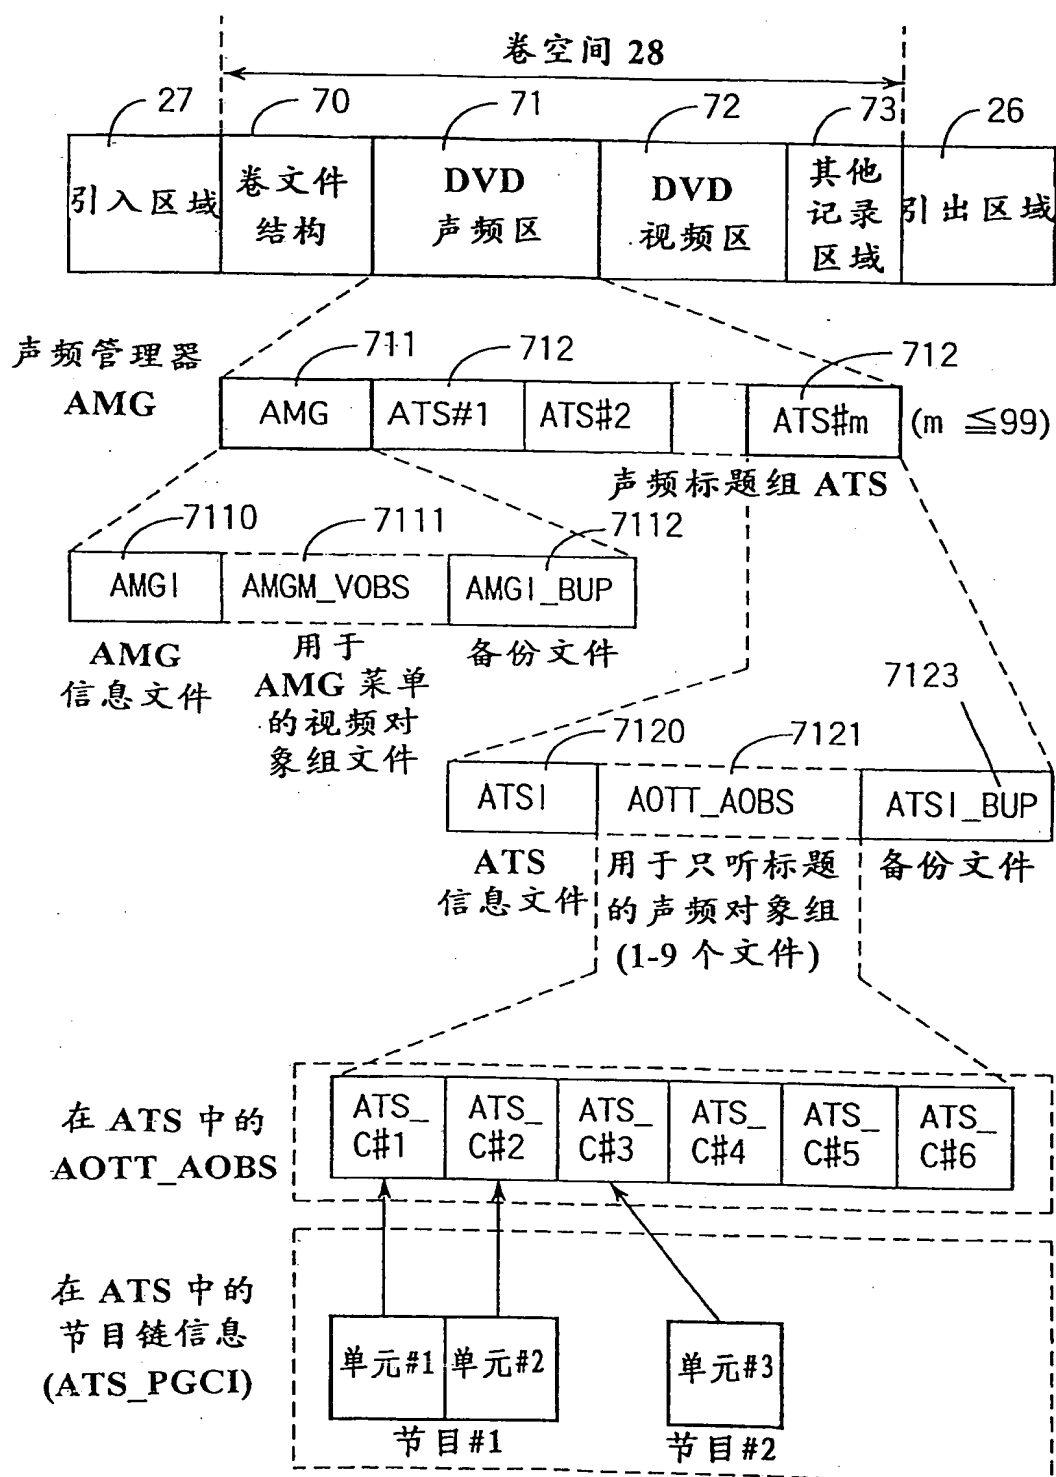 卷空间 28
27
70
71
72
73
26
引入区域
卷文件
结构
DVD
声频区
DVD
视频区
其他
记录
区域
引出区域
声频管理器
AMG
711
712
712
AMG
ATS#1
ATS#2
ATS#m
(m ≦99)
声频标题组 ATS
7110
7111
7112
AMGI
AMGM_VOBS
AMGI_BUP
AMG
信息文件
用于
AMG 菜单
的视频对
象组文件
备份文件
7120
7121
7123
ATSI
AOTT_AOBS
ATSI_BUP
ATS
信息文件
用于只听标题
的声频对象组
(1-9 个文件)
备份文件
在 ATS 中的
AOTT_AOBS
ATS_
C#1
ATS_
C#2
ATS_
C#3
ATS_
C#4
ATS_
C#5
ATS_
C#6
在 ATS 中的
节目链信息
(ATS_PGCI)
单元#1
单元#2
单元#3
节目#1
节目#2